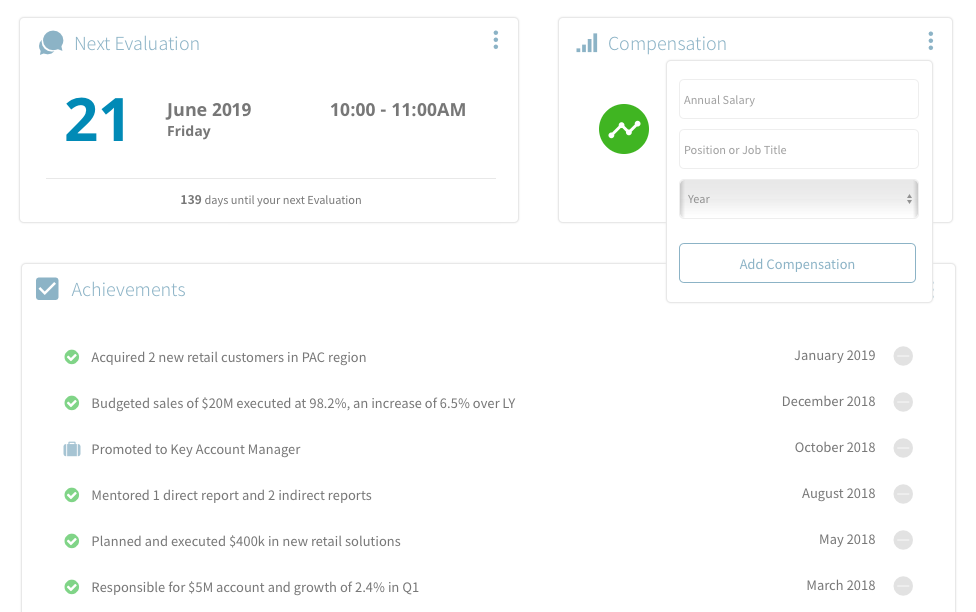 Next Evaluation
21
June 2019
Friday
10:00 - 11:00AM
139 days until your next Evaluation
Compensation
Annual Salary
Position or Job Title
Year
Add Compensation
Achievements
Acquired 2 new retail customers in PAC region
January 2019
Budgeted sales of $20M executed at 98.2%, an increase of 6.5% over LY
December 2018
Promoted to Key Account Manager
October 2018
Mentored 1 direct report and 2 indirect reports
August 2018
Planned and executed $400k in new retail solutions
May 2018
Responsible for $5M account and growth of 2.4% in Q1
March 2018